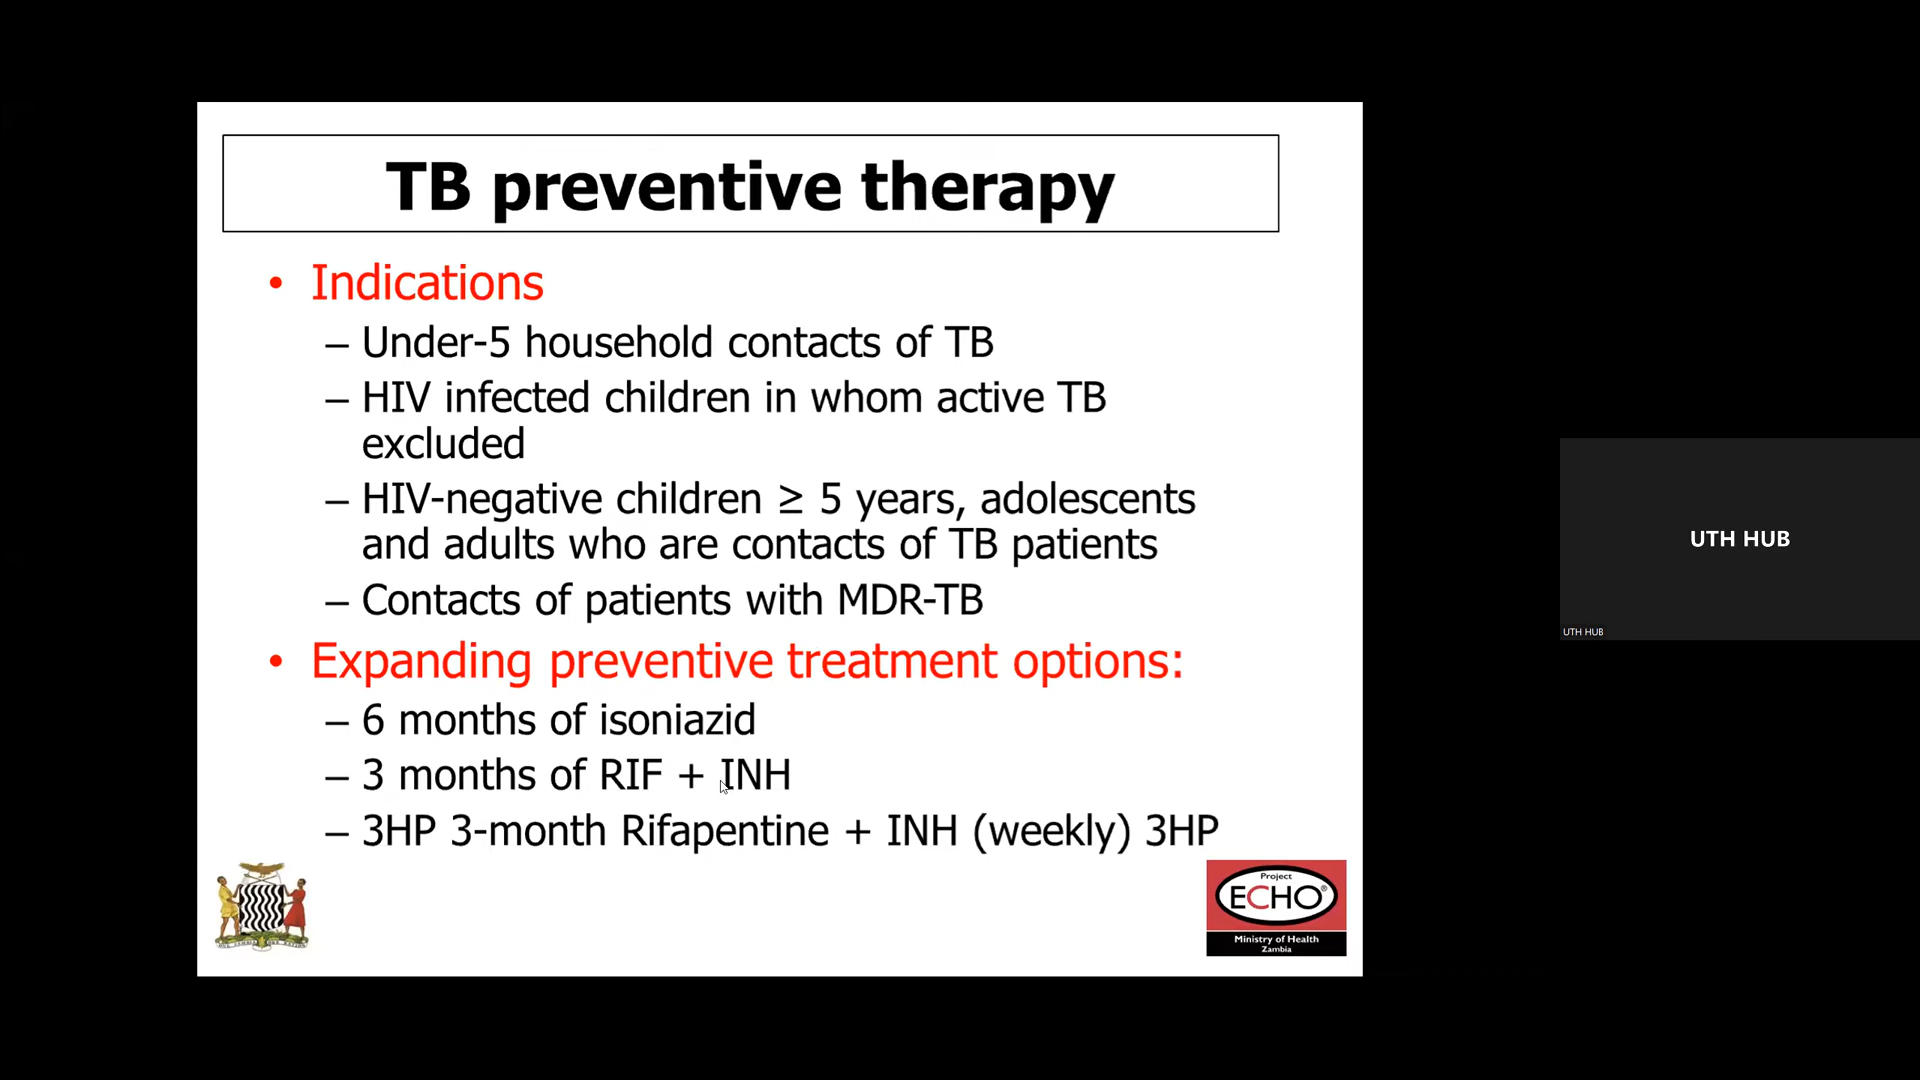 TB preventive therapy
• Indications
– Under-5 household contacts of TB
– HIV infected children in whom active TB
excluded
– HIV-negative children ≥ 5 years, adolescents
and adults who are contacts of TB patients
– Contacts of patients with MDR-TB
• Expanding preventive treatment options:
– 6 months of isoniazid
– 3 months of RIF + INH
– 3HP 3-month Rifapentine + INH (weekly) 3HP
Project
ECHO®
Ministry of Health
Zambia
UTH HUB
UTH HUB